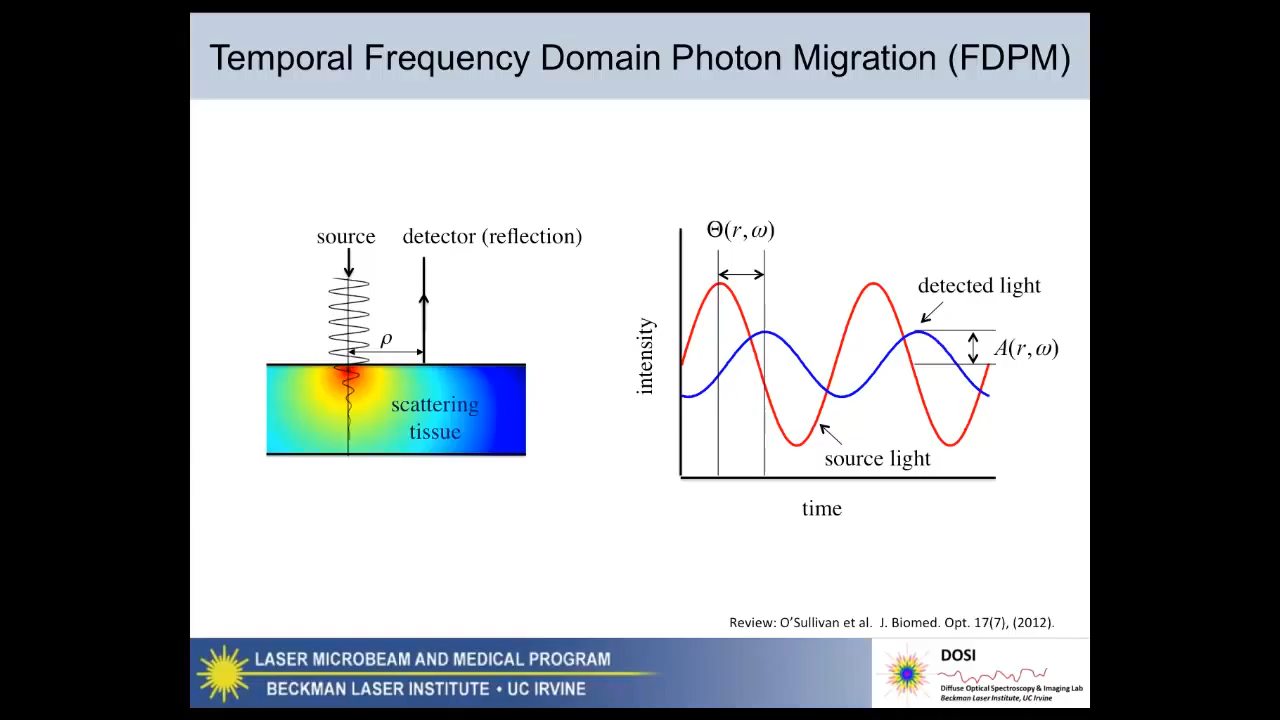 Temporal Frequency Domain Photon Migration (FDPM)
source
detector (reflection)
ρ
scattering
tissue
Θ(r, ω)
detected light
A(r, ω)
intensity
source light
time
Review: O’Sullivan et al. J. Biomed. Opt. 17(7), (2012).
LASER MICROBEAM AND MEDICAL PROGRAM
BECKMAN LASER INSTITUTE • UC IRVINE
DOSI
Diffuse Optical Spectroscopy & Imaging Lab
Beckman Laser Institute, UC Irvine